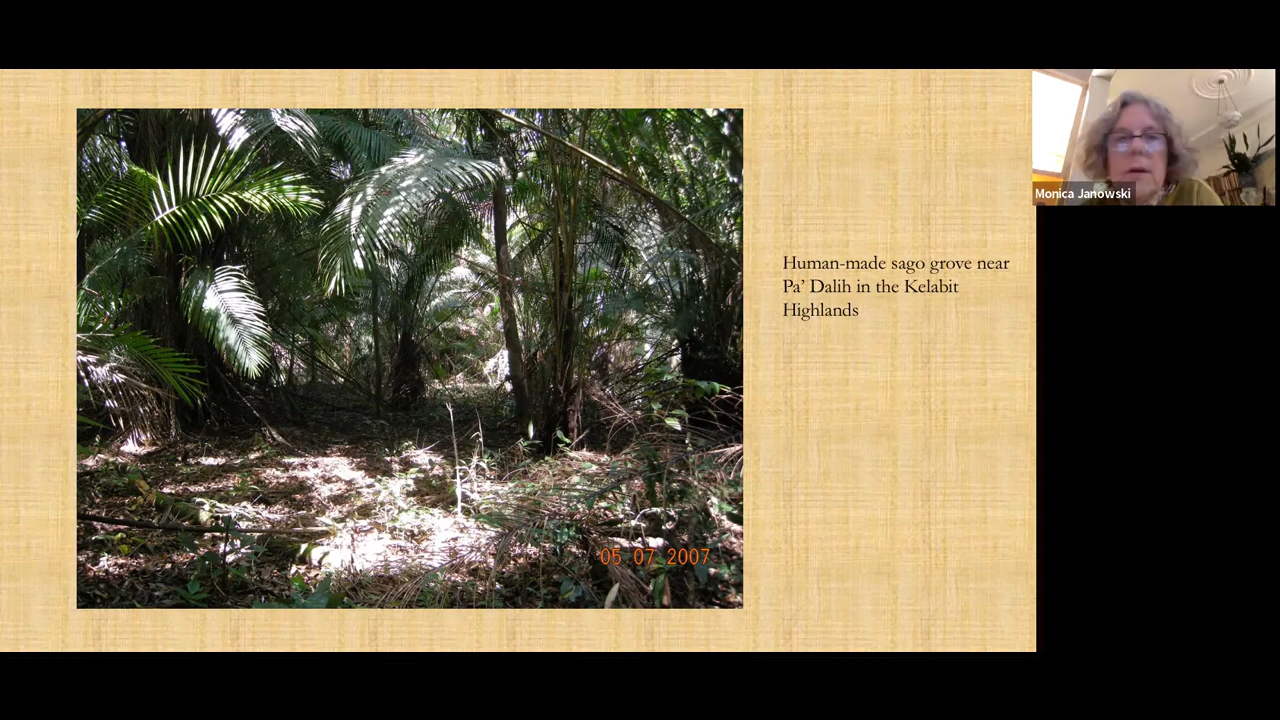 Monica Janowski
Human-made sago grove near
Pa’ Dalih in the Kelabit
Highlands
05 07 2007